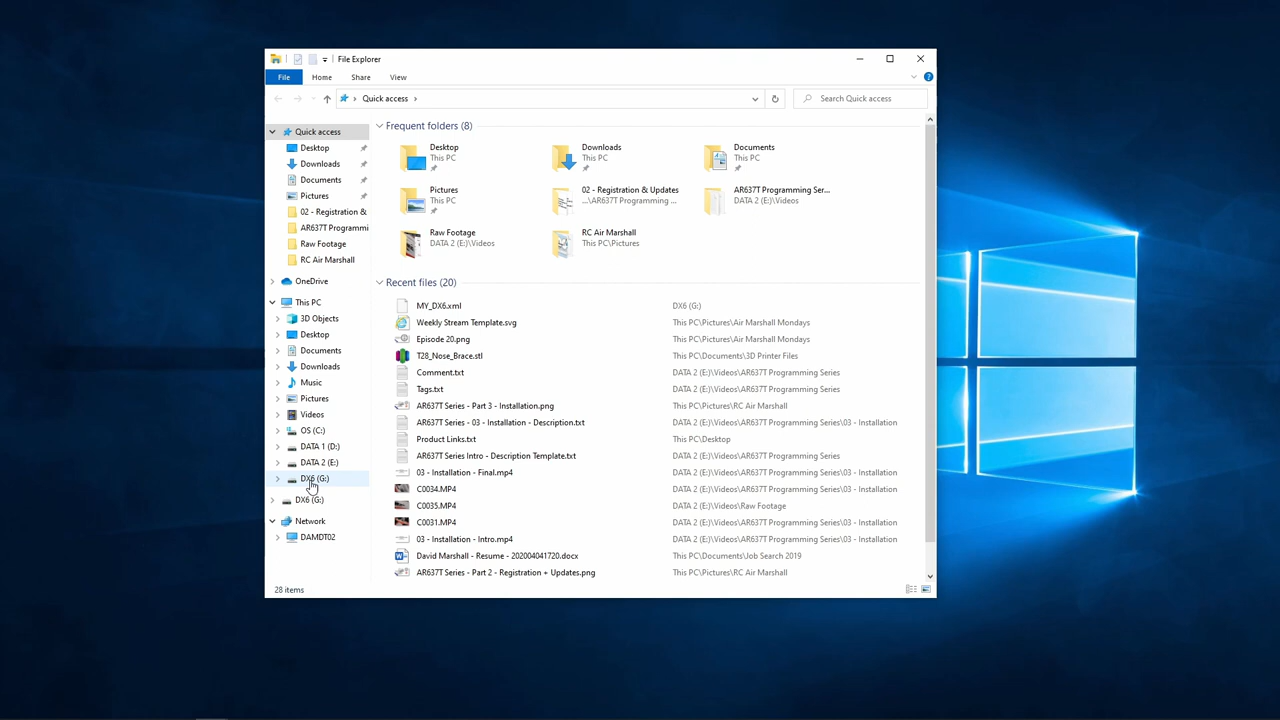 File Explorer
File Home Share View
Quick access
Search Quick access
Quick access
Desktop
Downloads
Documents
Pictures
02 - Registration &
AR637T Programmi
Raw Footage
RC Air Marshall
OneDrive
This PC
3D Objects
Desktop
Documents
Downloads
Music
Pictures
Videos
OS (C:)
DATA 1 (D:)
DATA 2 (E:)
DX6 (G:)
DX6 (G:)
Network
DAMDT02
Frequent folders (8)
Desktop
This PC
Downloads
This PC
Documents
This PC
Pictures
This PC
02 - Registration & Updates
...\AR637T Programming ...
AR637T Programming Ser...
DATA 2 (E:)\Videos
Raw Footage
DATA 2 (E:)\Videos
RC Air Marshall
This PC\Pictures
Recent files (20)
MY_DX6.xml DX6 (G:)
Weekly Stream Template.svg This PC\Pictures\Air Marshall Mondays
Episode 20.png This PC\Pictures\Air Marshall Mondays
T28_Nose_Brace.stl This PC\Documents\3D Printer Files
Comment.txt DATA 2 (E:)\Videos\AR637T Programming Series
Tags.txt DATA 2 (E:)\Videos\AR637T Programming Series
AR637T Series - Part 3 - Installation.png This PC\Pictures\RC Air Marshall
AR637T Series - 03 - Installation - Description.txt DATA 2 (E:)\Videos\AR637T Programming Series\03 - Installation
Product Links.txt This PC\Desktop
AR637T Series Intro - Description Template.txt DATA 2 (E:)\Videos\AR637T Programming Series
03 - Installation - Final.mp4 DATA 2 (E:)\Videos\AR637T Programming Series\03 - Installation
C0034.MP4 DATA 2 (E:)\Videos\AR637T Programming Series\03 - Installation
C0035.MP4 DATA 2 (E:)\Videos\Raw Footage
C0031.MP4 DATA 2 (E:)\Videos\AR637T Programming Series\03 - Installation
03 - Installation - Intro.mp4 DATA 2 (E:)\Videos\AR637T Programming Series\03 - Installation
David Marshall - Resume - 202004041720.docx This PC\Documents\Job Search 2019
AR637T Series - Part 2 - Registration + Updates.png This PC\Pictures\RC Air Marshall
28 items